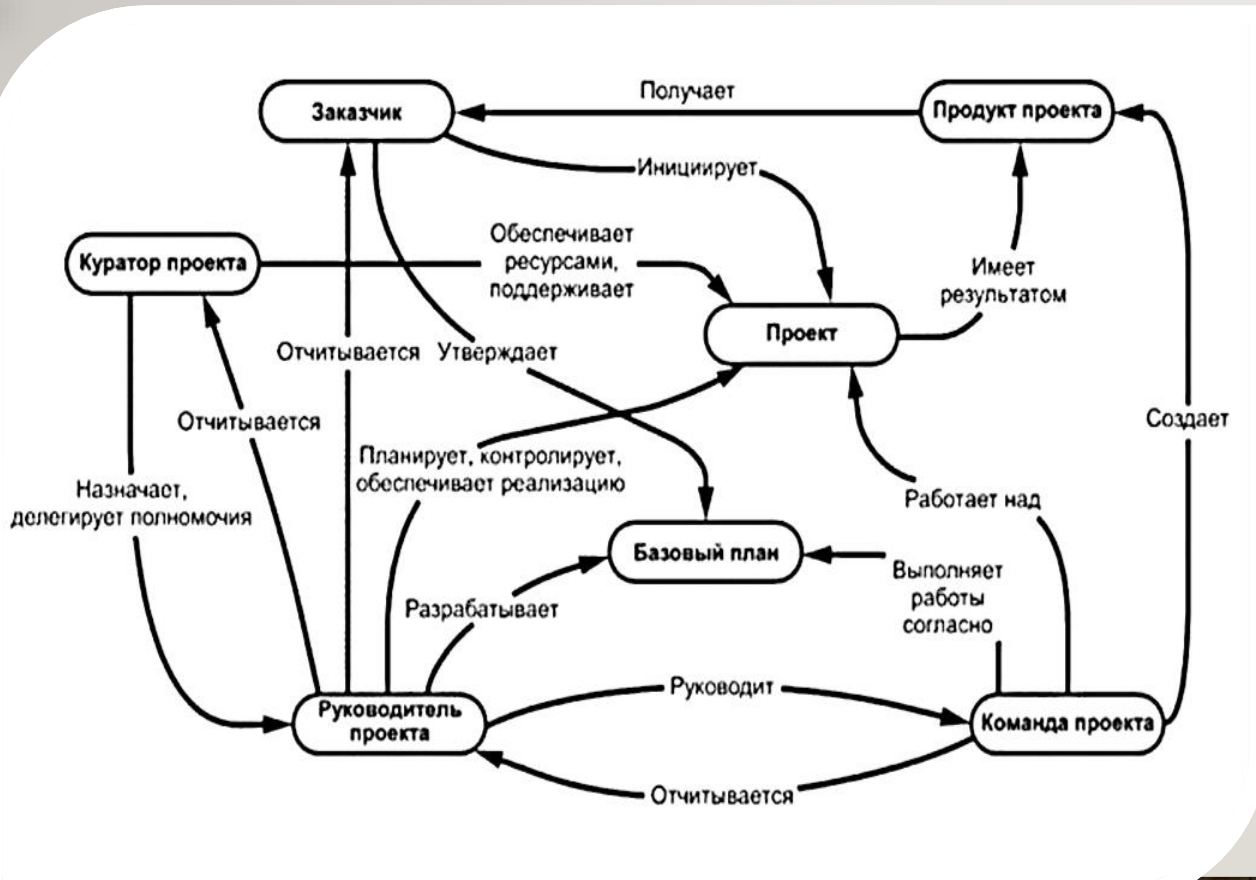 Получает
Заказчик
Продукт проекта
Инициирует
Обеспечивает
ресурсами,
поддерживает
Куратор проекта
Имеет
результатом
Проект
Отчитывается
Утверждает
Отчитывается
Создает
Планирует, контролирует,
обеспечивает реализацию
Назначает,
делегирует полномочия
Работает над
Базовый план
Выполняет
работы
согласно
Разрабатывает
Руководит
Руководитель
проекта
Команда проекта
Отчитывается